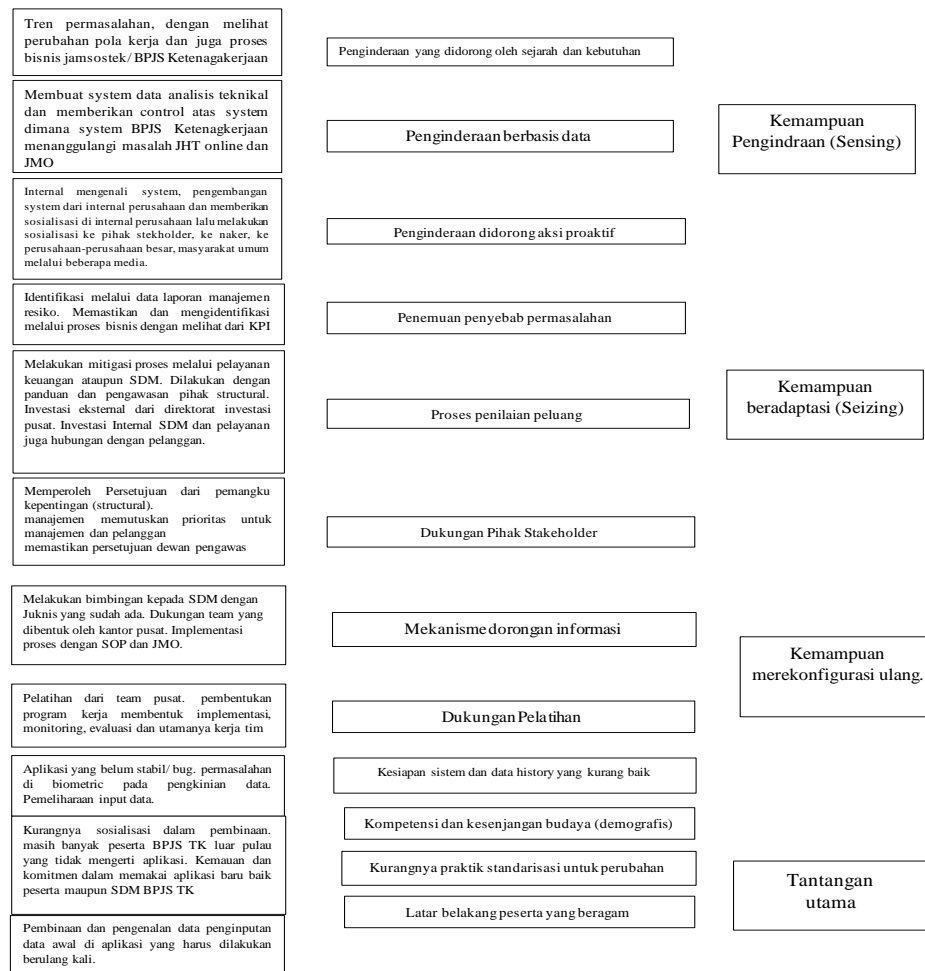 Tren permasalahan, dengan melihat
perubahan pola kerja dan juga proses
bisnis jamsostek/ BPJS Ketenagakerjaan
Penginderaan yang didorong oleh sejarah dan kebutuhan
Membuat system data analisis teknikal
dan memberikan control atas system
dimana system BPJS Ketenagkerjaan
menanggulangi masalah JHT online dan
JMO
Penginderaan berbasis data
Kemampuan
Pengindraan (Sensing)
Internal mengenali system, pengembangan
system dari internal perusahaan dan memberikan
sosialisasi di internal perusahaan lalu melakukan
sosialisasi ke pihak stekholder, ke naker, ke
perusahaan-perusahaan besar, masyarakat umum
melalui beberapa media.
Penginderaan didorong aksi proaktif
Identifikasi melalui data laporan manajemen
resiko. Memastikan dan mengidentifikasi
melalui proses bisnis dengan melihat dari KPI
Penemuan penyebab permasalahan
Melakukan mitigasi proses melalui pelayanan
keuangan ataupun SDM. Dilakukan dengan
panduan dan pengawasan pihak structural.
Investasi eksternal dari direktorat investasi
pusat. Investasi Internal SDM dan pelayanan
juga hubungan dengan pelanggan.
Proses penilaian peluang
Kemampuan
beradaptasi (Seizing)
Memperoleh Persetujuan dari pemangku
kepentingan (structural).
manajemen memutuskan prioritas untuk
manajemen dan pelanggan
memastikan persetujuan dewan pengawas
Dukungan Pihak Stakeholder
Melakukan bimbingan kepada SDM dengan
Juknis yang sudah ada. Dukungan team yang
dibentuk oleh kantor pusat. Implementasi
proses dengan SOP dan JMO.
Mekanisme dorongan informasi
Kemampuan
merekonfigurasi ulang.
Pelatihan dari team pusat. pembentukan
program kerja membentuk implementasi,
monitoring, evaluasi dan utamanya kerja tim
Dukungan Pelatihan
Aplikasi yang belum stabil/ bug. permasalahan
di biometric pada pengkinian data.
Pemeliharaan input data.
Kesiapan sistem dan data history yang kurang baik
Kurangnya sosialisasi dalam pembinaan.
masih banyak peserta BPJS TK luar pulau
yang tidak mengerti aplikasi. Kemauan dan
komitmen dalam memakai aplikasi baru baik
peserta maupun SDM BPJS TK
Kompetensi dan kesenjangan budaya (demografis)
Kurangnya praktik standarisasi untuk perubahan
Latar belakang peserta yang beragam
Tantangan
utama
Pembinaan dan pengenalan data penginputan
data awal di aplikasi yang harus dilakukan
berulang kali.